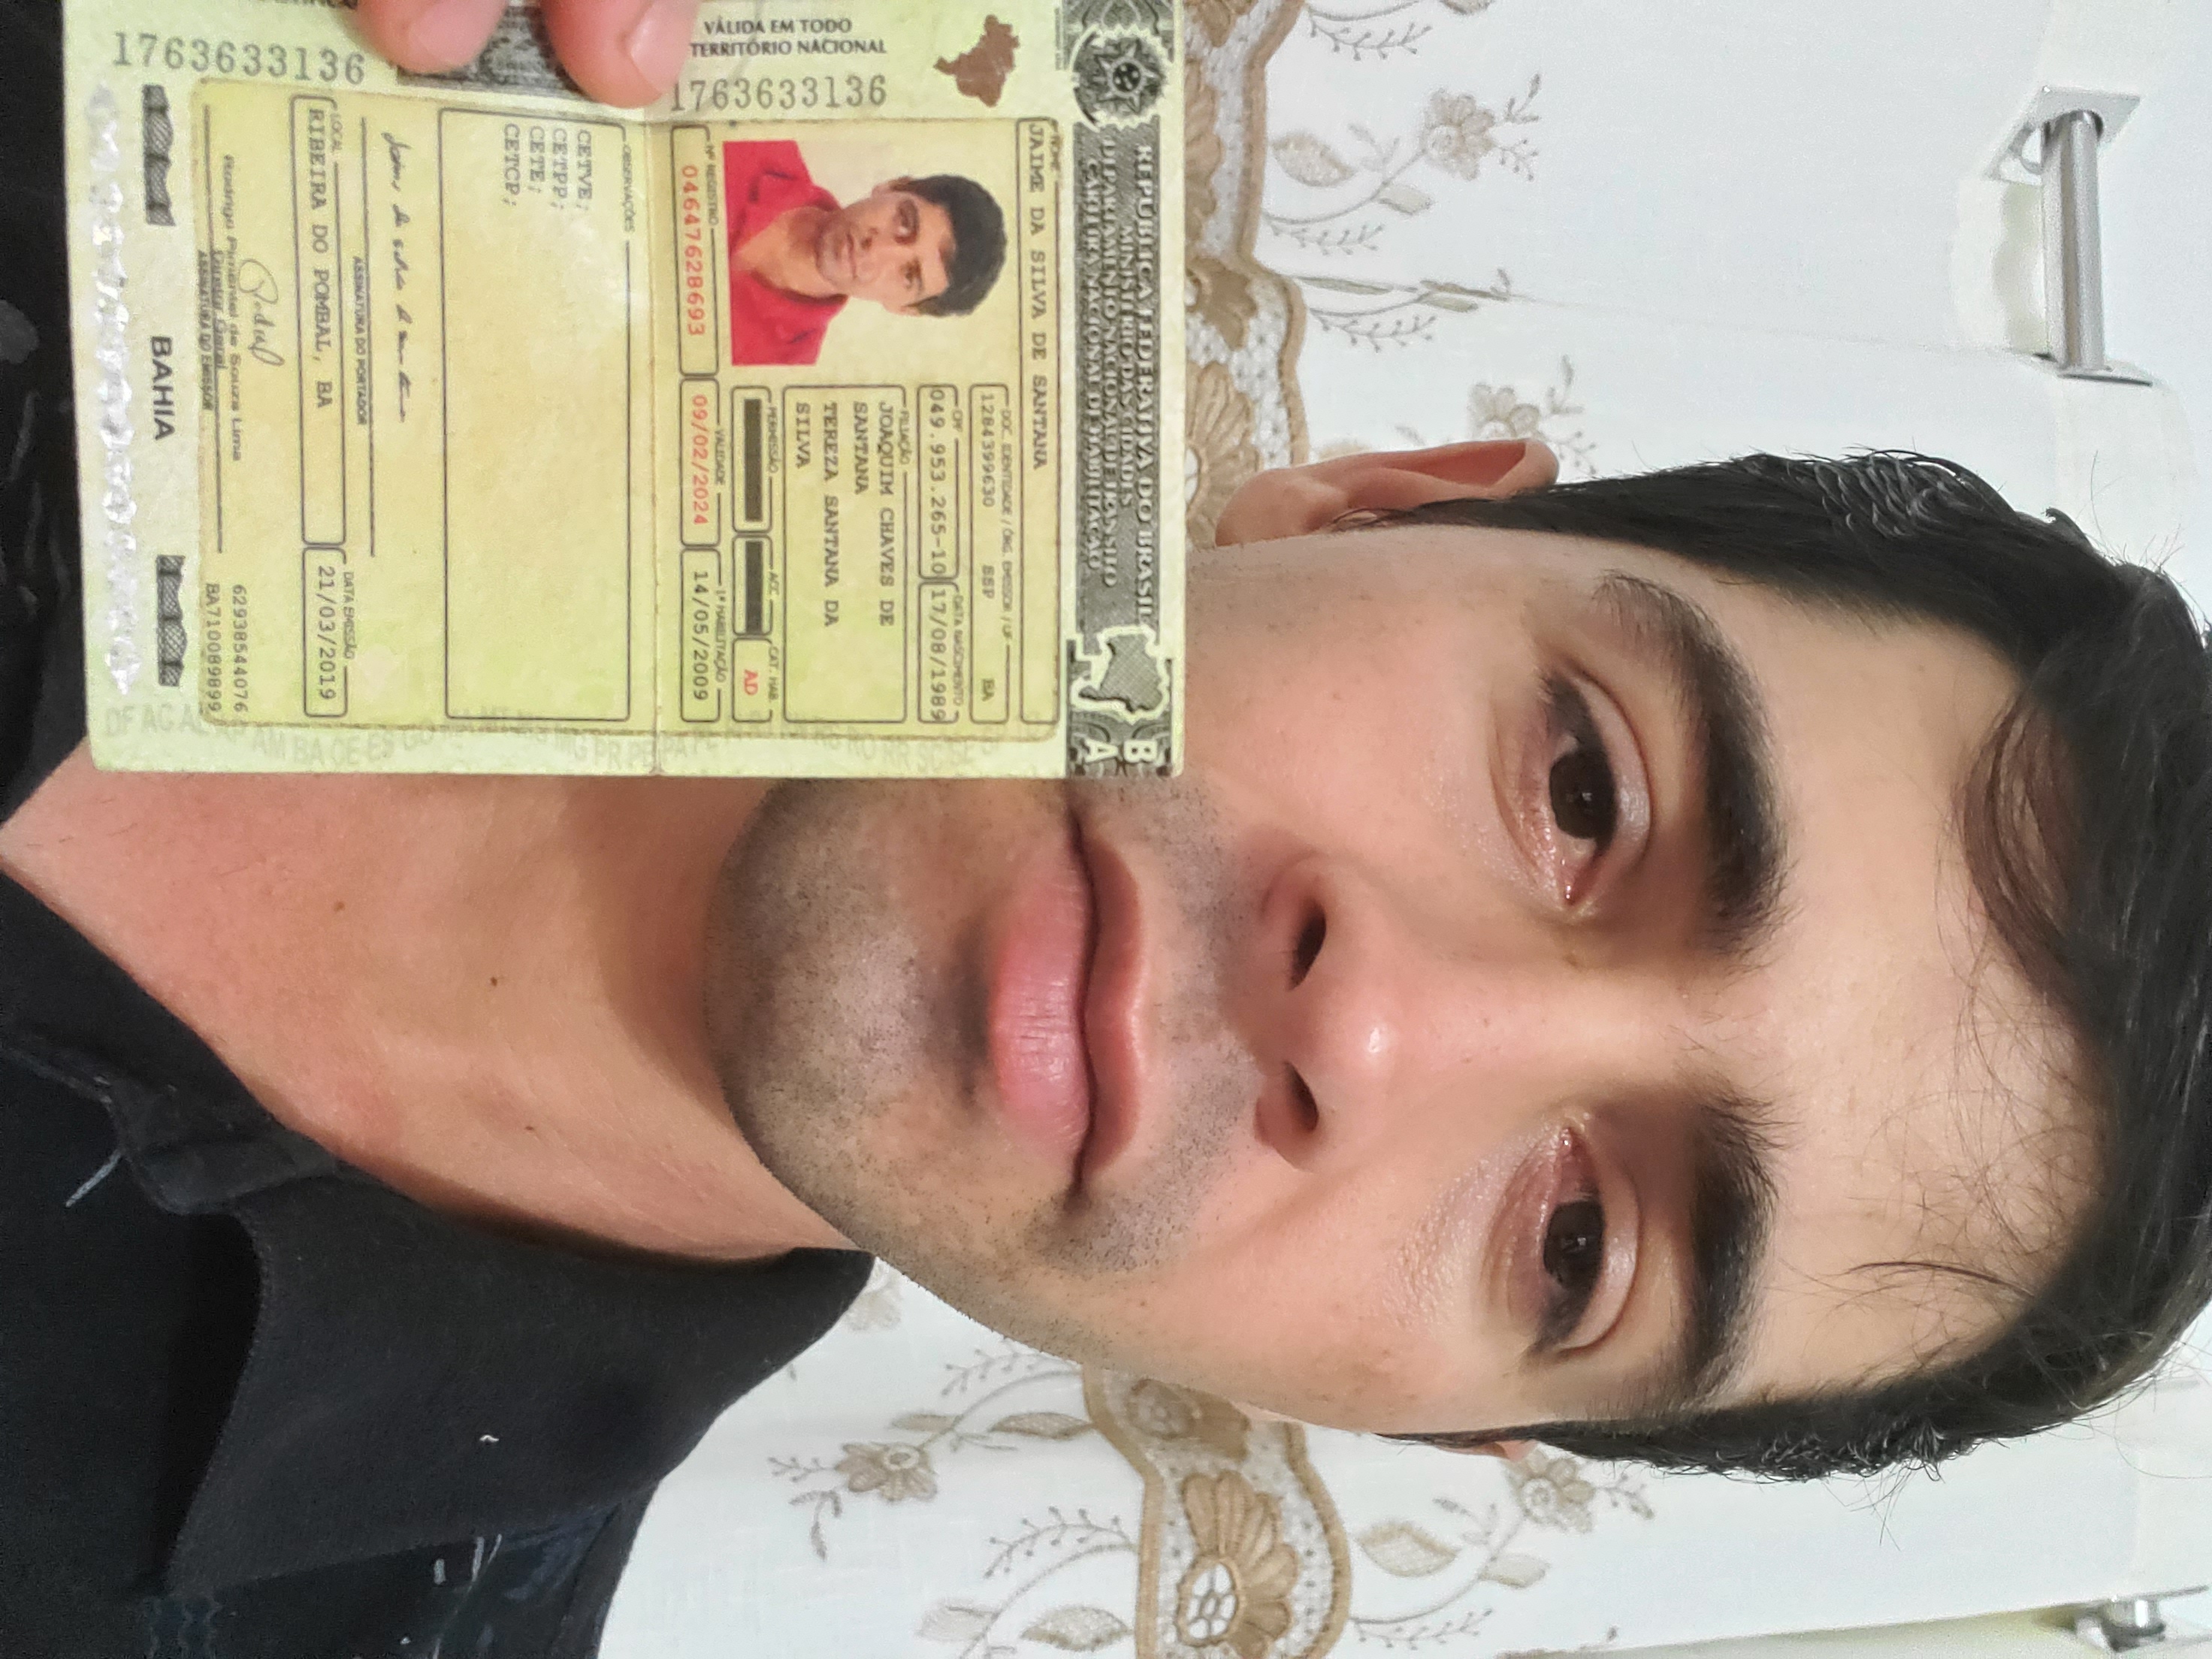 REPÚBLICA FEDERATIVA DO BRASIL
MINISTÉRIO DAS CIDADES
DEPARTAMENTO NACIONAL DE TRÂNSITO
CARTEIRA NACIONAL DE HABILITAÇÃO
BA
NOME
JAIME DA SILVA DE SANTANA
DOC. IDENTIDADE / ÓRG. EMISSOR / UF
1284399630 SSP BA
CPF DATA NASCIMENTO
049.953.265-10 17/08/1989
FILIAÇÃO
JOAQUIM CHAVES DE
SANTANA
TEREZA SANTANA DA
SILVA
PERMISSÃO ACC CAT. HAB.
AD
Nº REGISTRO VALIDADE 1ª HABILITAÇÃO
04647628693 09/02/2024 14/05/2009
VÁLIDA EM TODO
TERRITÓRIO NACIONAL
1763633136
OBSERVAÇÕES
CETVE;
CETPP;
CETE;
CETCP;
Jaime da silva de santana
ASSINATURA DO PORTADOR
LOCAL DATA EMISSÃO
RIBEIRA DO POMBAL, BA 21/03/2019
Rodrigo Pimentel de Souza Lima
Diretor Geral
ASSINATURA DO EMISSOR
62938544076
BA710089899
1763633136
BAHIA